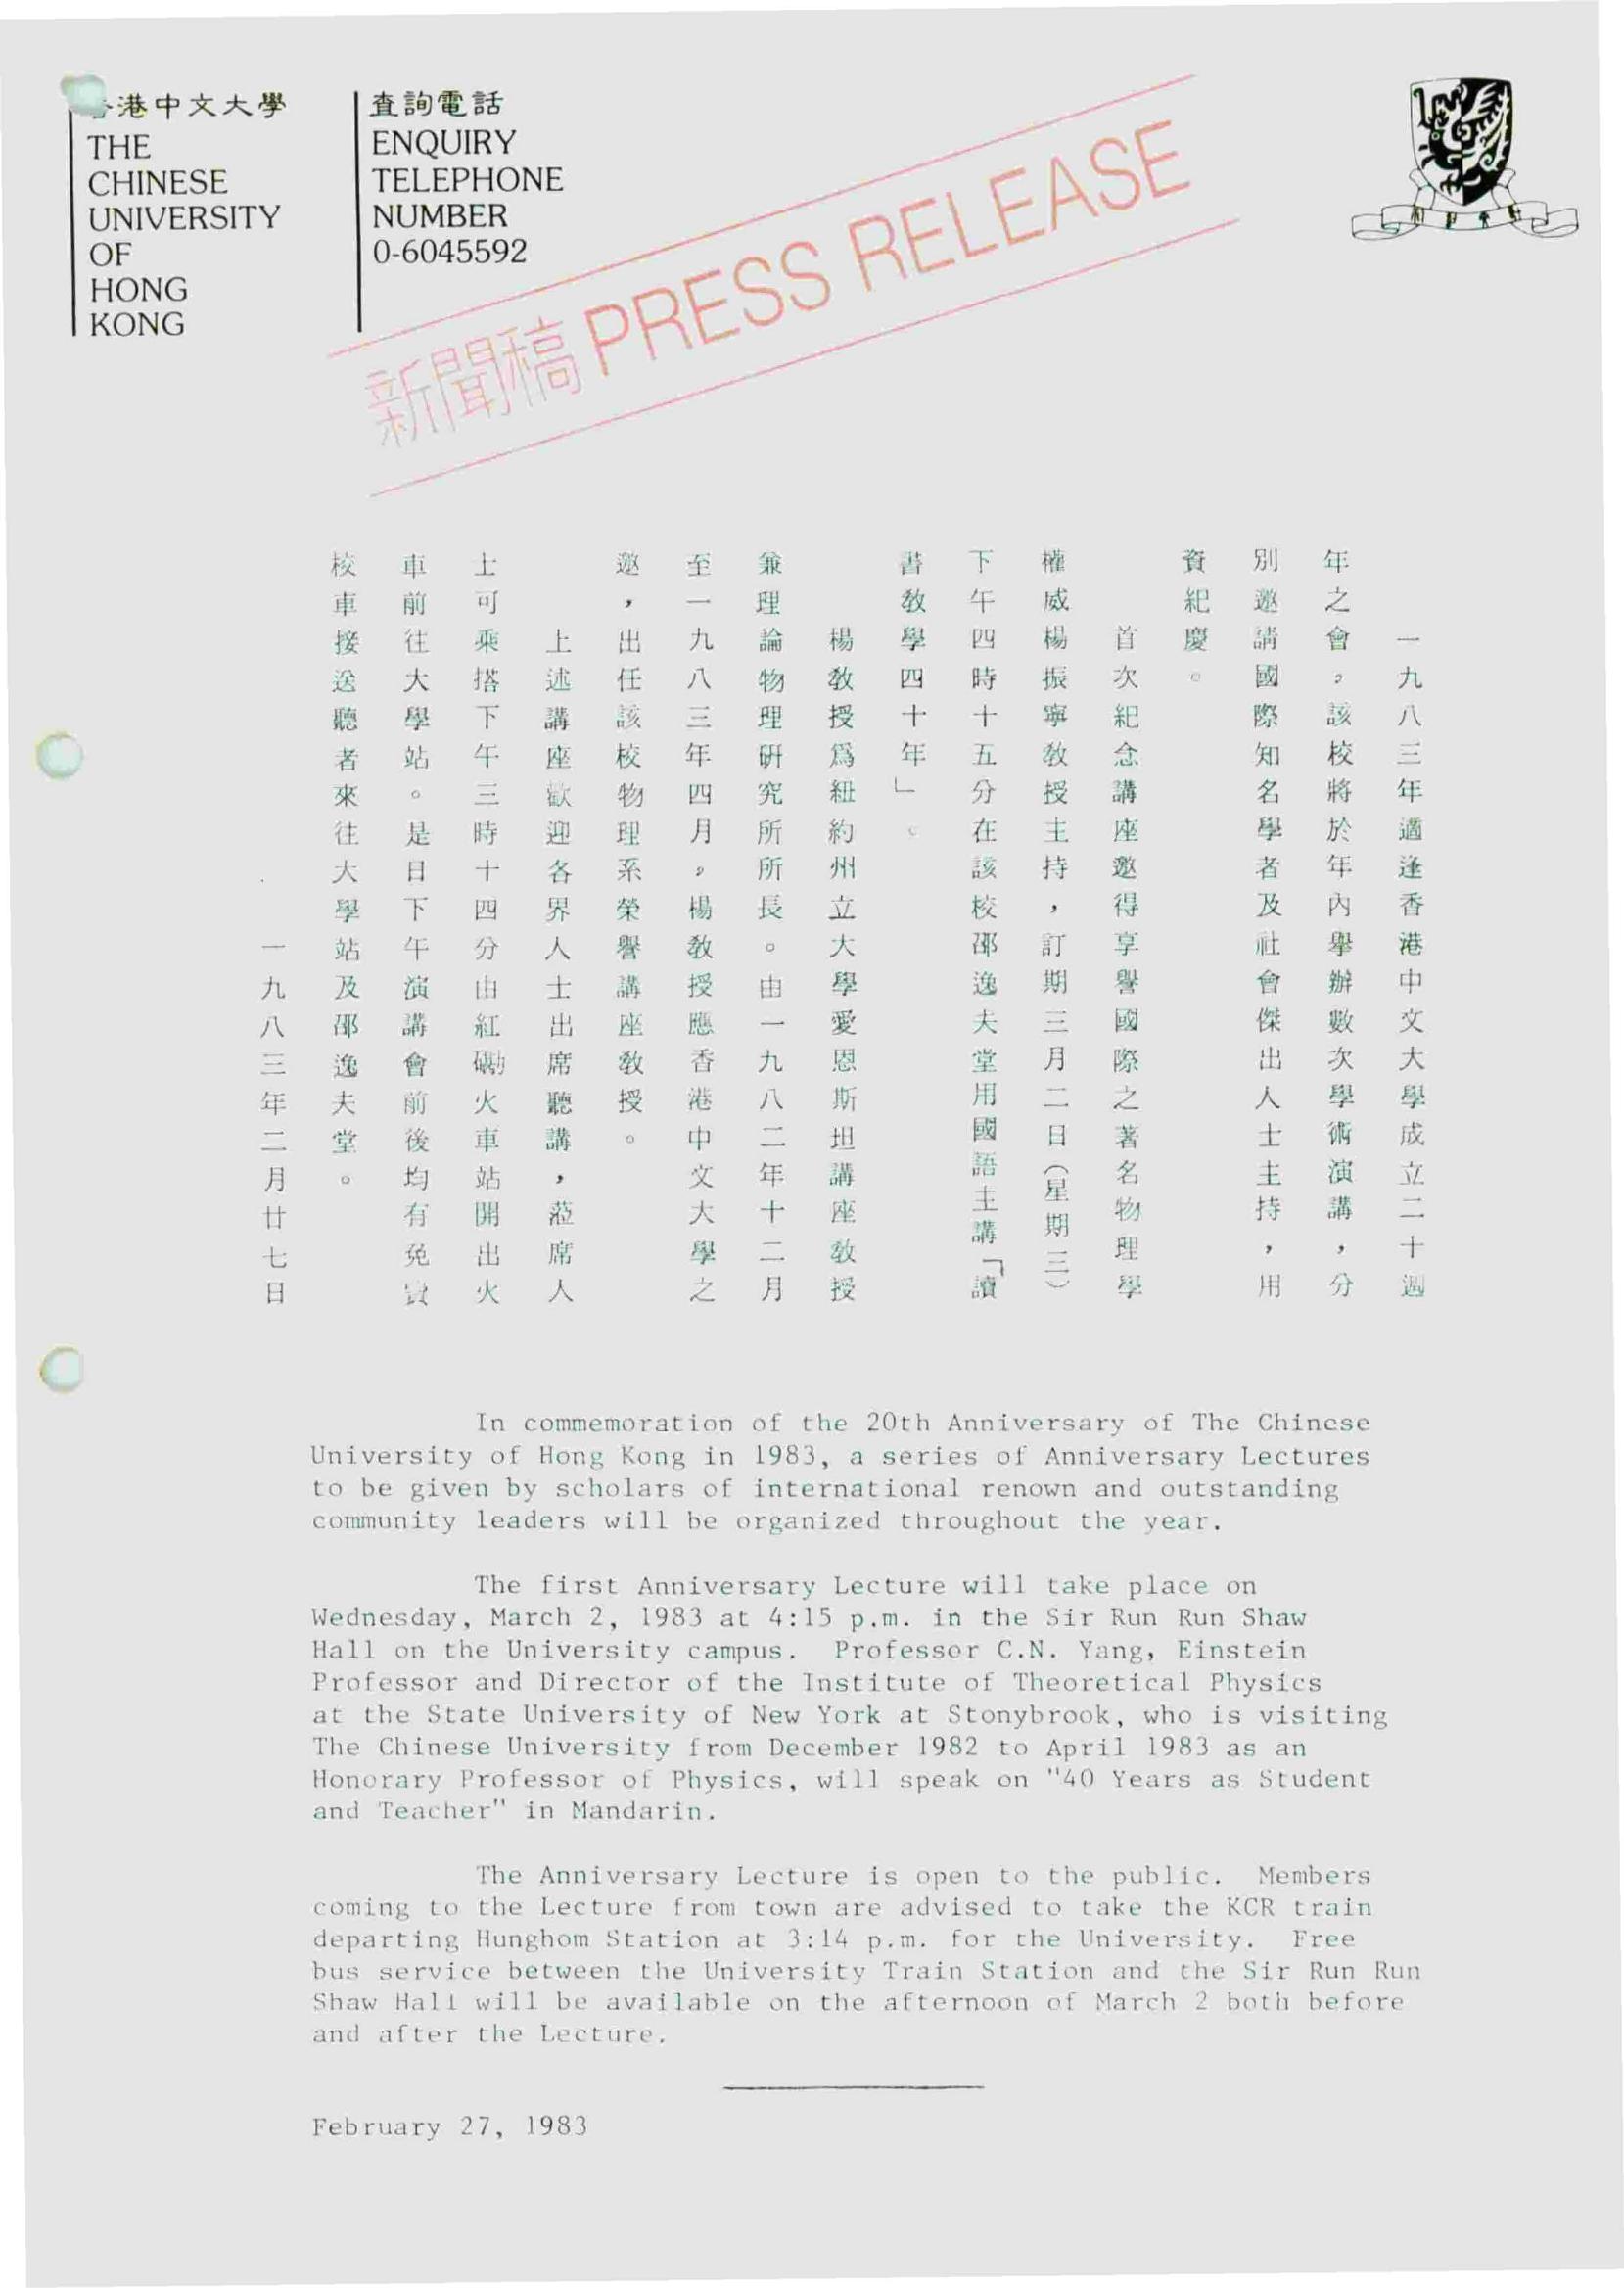 香港中文大學
THE
CHINESE
UNIVERSITY
OF
HONG
KONG
查詢電話
ENQUIRY
TELEPHONE
NUMBER
0-6045592
新聞稿 PRESS RELEASE
一九八三年適逢香港中文大學成立二十週
年之會，該校將於年內舉辦數次學術演講，分
別邀請國際知名學者及社會傑出人士主持，用
資紀慶。
首次紀念講座邀得享譽國際之著名物理學
權威楊振寧教授主持，訂期三月二日（星期三）
下午四時十五分在該校邵逸夫堂用國語主講「讀
書教學四十年」。
楊教授爲紐約州立大學愛恩斯坦講座教授
兼理論物理研究所所長。由一九八二年十二月
至一九八三年四月，楊教授應香港中文大學之
邀，出任該校物理系榮譽講座教授。
上述講座歡迎各界人士出席聽講，蒞席人
上可乘搭下午三時十四分由紅磡火車站開出火
車前往大學站。是日下午演講會前後均有免費
校車接送聽者來往大學站及邵逸夫堂。
一九八三年二月廿七日
In commemoration of the 20th Anniversary of The Chinese
University of Hong Kong in 1983, a series of Anniversary Lectures
to be given by scholars of international renown and outstanding
community leaders will be organized throughout the year.
The first Anniversary Lecture will take place on
Wednesday, March 2, 1983 at 4:15 p.m. in the Sir Run Run Shaw
Hall on the University campus. Professor C.N. Yang, Einstein
Professor and Director of the Institute of Theoretical Physics
at the State University of New York at Stonybrook, who is visiting
The Chinese University from December 1982 to April 1983 as an
Honorary Professor of Physics, will speak on "40 Years as Student
and Teacher" in Mandarin.
The Anniversary Lecture is open to the public. Members
coming to the Lecture from town are advised to take the KCR train
departing Hunghom Station at 3:14 p.m. for the University. Free
bus service between the University Train Station and the Sir Run Run
Shaw Hall will be available on the afternoon of March 2 both before
and after the Lecture.
February 27, 1983